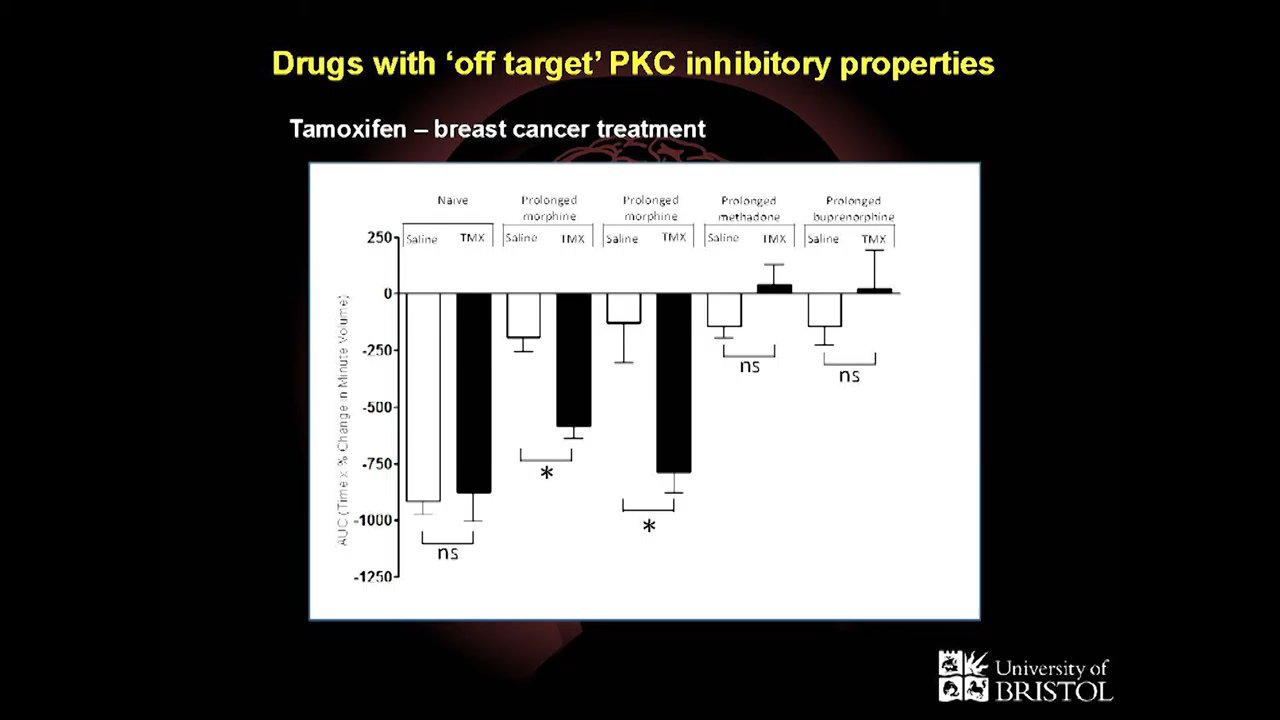 Drugs with ‘off target’ PKC inhibitory properties
Tamoxifen – breast cancer treatment
Naive
Prolonged morphine
Prolonged morphine
Prolonged methadone
Prolonged buprenorphine
Saline TMX Saline TMX Saline TMX Saline TMX Saline TMX
AUC (Time x % Change in Minute Volume)
250
0
-250
-500
-750
-1000
-1250
ns
*
*
ns
ns
University of
BRISTOL